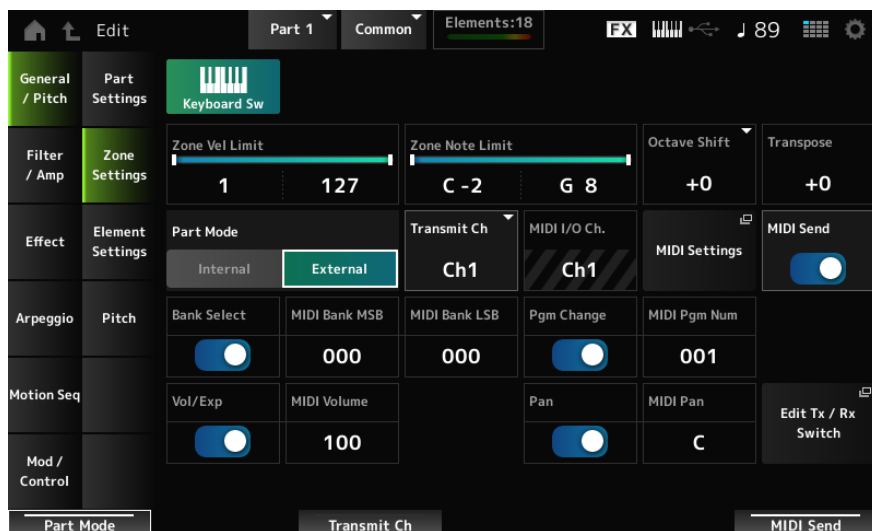 Edit
Part 1
Common
Elements:18
FX
89
General
/ Pitch
Part
Settings
Keyboard Sw
Filter
/ Amp
Zone
Settings
Zone Vel Limit
1
127
Zone Note Limit
C -2
G 8
Octave Shift
+0
Transpose
+0
Effect
Element
Settings
Part Mode
Internal
External
Transmit Ch
Ch1
MIDI I/O Ch.
Ch1
MIDI Settings
MIDI Send
Arpeggio
Pitch
Bank Select
MIDI Bank MSB
000
MIDI Bank LSB
000
Pgm Change
MIDI Pgm Num
001
Motion Seq
Vol/Exp
MIDI Volume
100
Pan
MIDI Pan
C
Edit Tx / Rx
Switch
Mod /
Control
Part Mode
Transmit Ch
MIDI Send